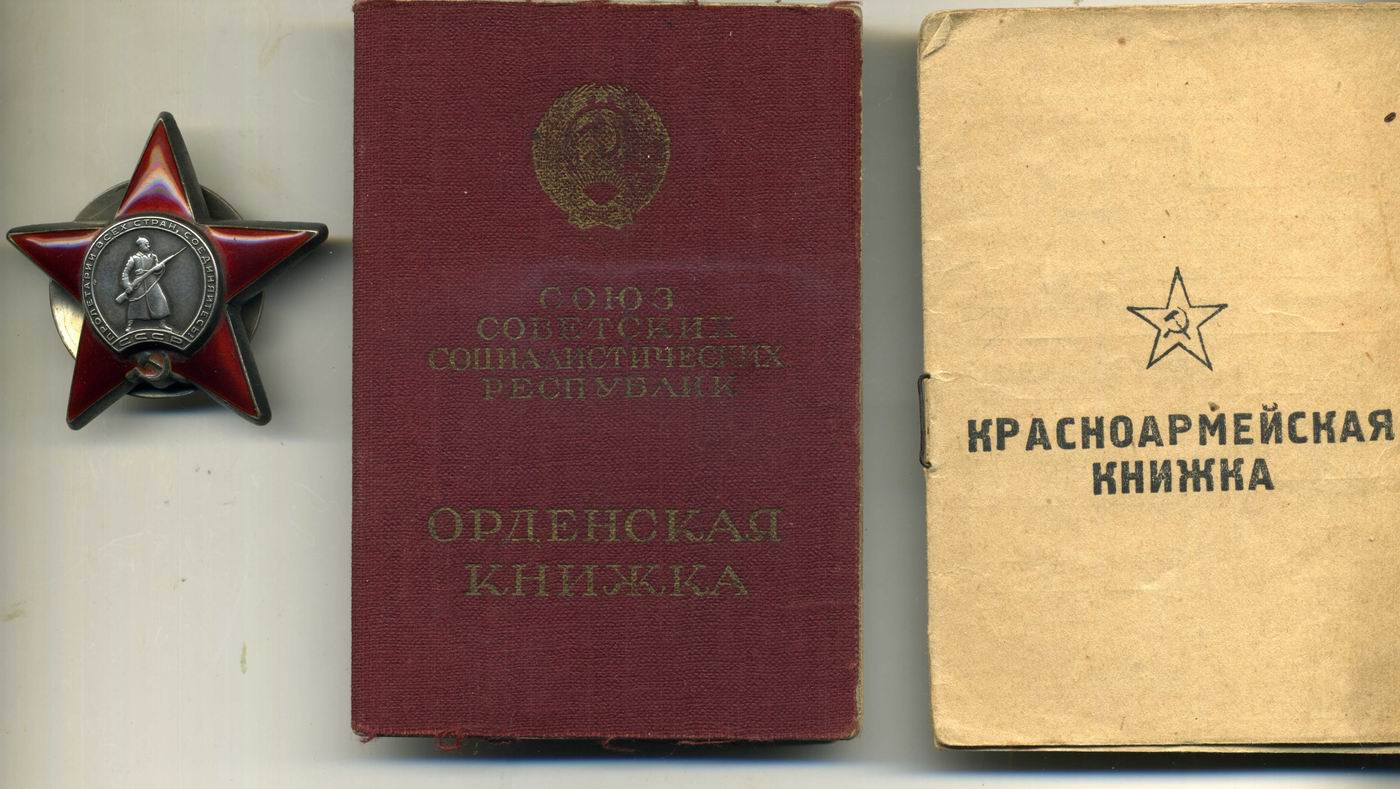 ПРОЛЕТАРИИ ВСЕХ СТРАН, СОЕДИНЯЙТЕСЬ!
СССР
СОЮЗ
СОВЕТСКИХ
СОЦИАЛИСТИЧЕСКИХ
РЕСПУБЛИК
ОРДЕНСКАЯ
КНИЖКА
КРАСНОАРМЕЙСКАЯ
КНИЖКА